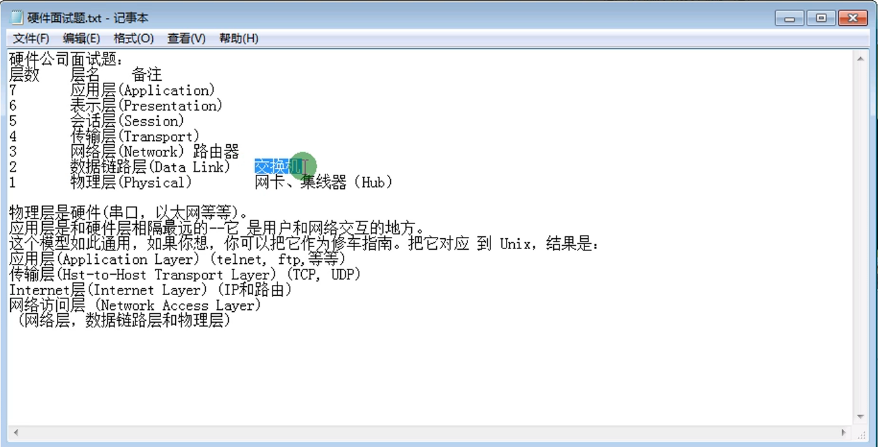 硬件面试题.txt - 记事本
文件(F) 编辑(E) 格式(O) 查看(V) 帮助(H)
硬件公司面试题:
层数 层名 备注
7 应用层(Application)
6 表示层(Presentation)
5 会话层(Session)
4 传输层(Transport)
3 网络层(Network) 路由器
2 数据链路层(Data Link) 交换机
1 物理层(Physical) 网卡、集线器（Hub）
物理层是硬件(串口，以太网等等)。
应用层是和硬件层相隔最远的--它 是用户和网络交互的地方。
这个模型如此通用，如果你想，你可以把它作为修车指南。把它对应 到 Unix，结果是:
应用层(Application Layer) (telnet, ftp,等等)
传输层(Hst-to-Host Transport Layer) (TCP, UDP)
Internet层(Internet Layer) (IP和路由)
网络访问层 (Network Access Layer)
（网络层，数据链路层和物理层）